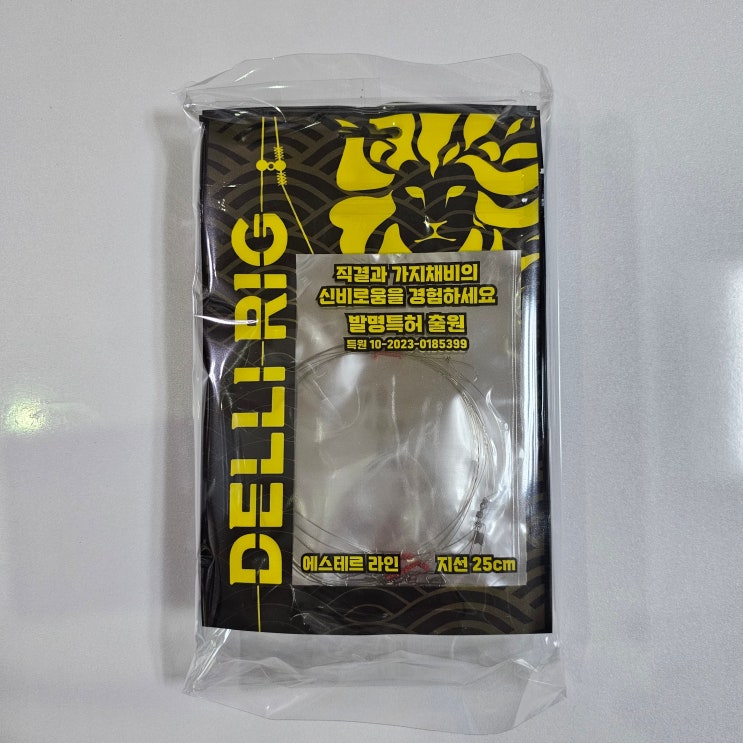 DELLI RIG
직결과 가지채비의
신비로움을 경험하세요
발명특허 출원
특원 10-2023-0185399
에스테르 라인
지선 25cm